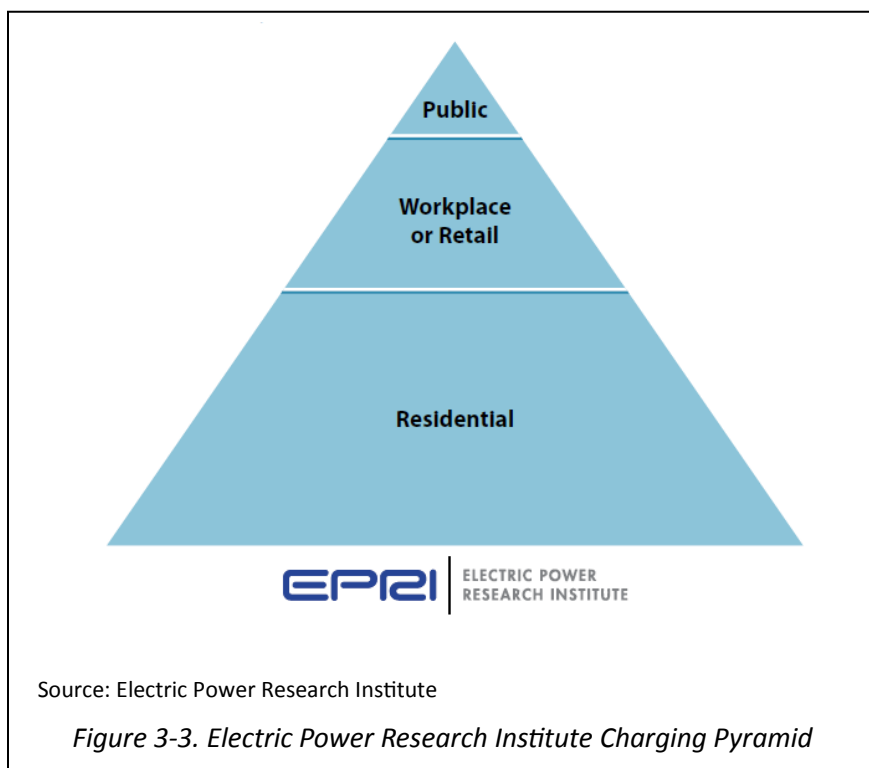 Public
Workplace
or Retail
Residential
EPRI
ELECTRIC POWER
RESEARCH INSTITUTE
Source: Electric Power Research Institute
Figure 3-3. Electric Power Research Institute Charging Pyramid